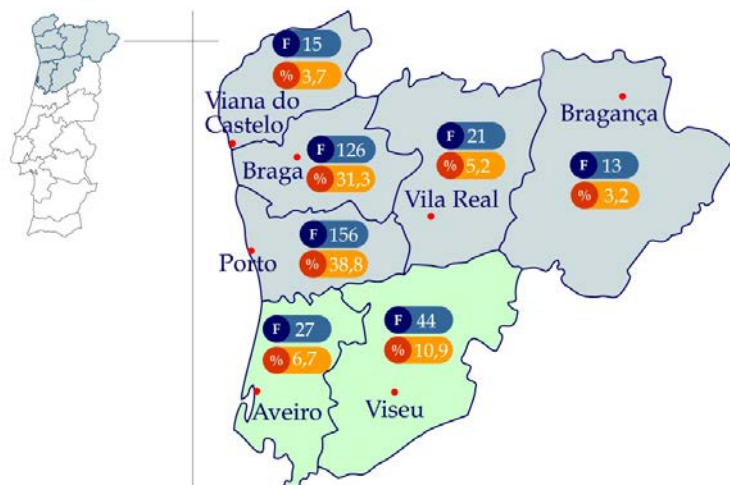 F 15
% 3,7
Viana do
Castelo
F 126
% 31,3
Braga
F 21
% 5,2
Vila Real
Bragança
F 13
% 3,2
F 156
% 38,8
Porto
F 27
% 6,7
Aveiro
F 44
% 10,9
Viseu